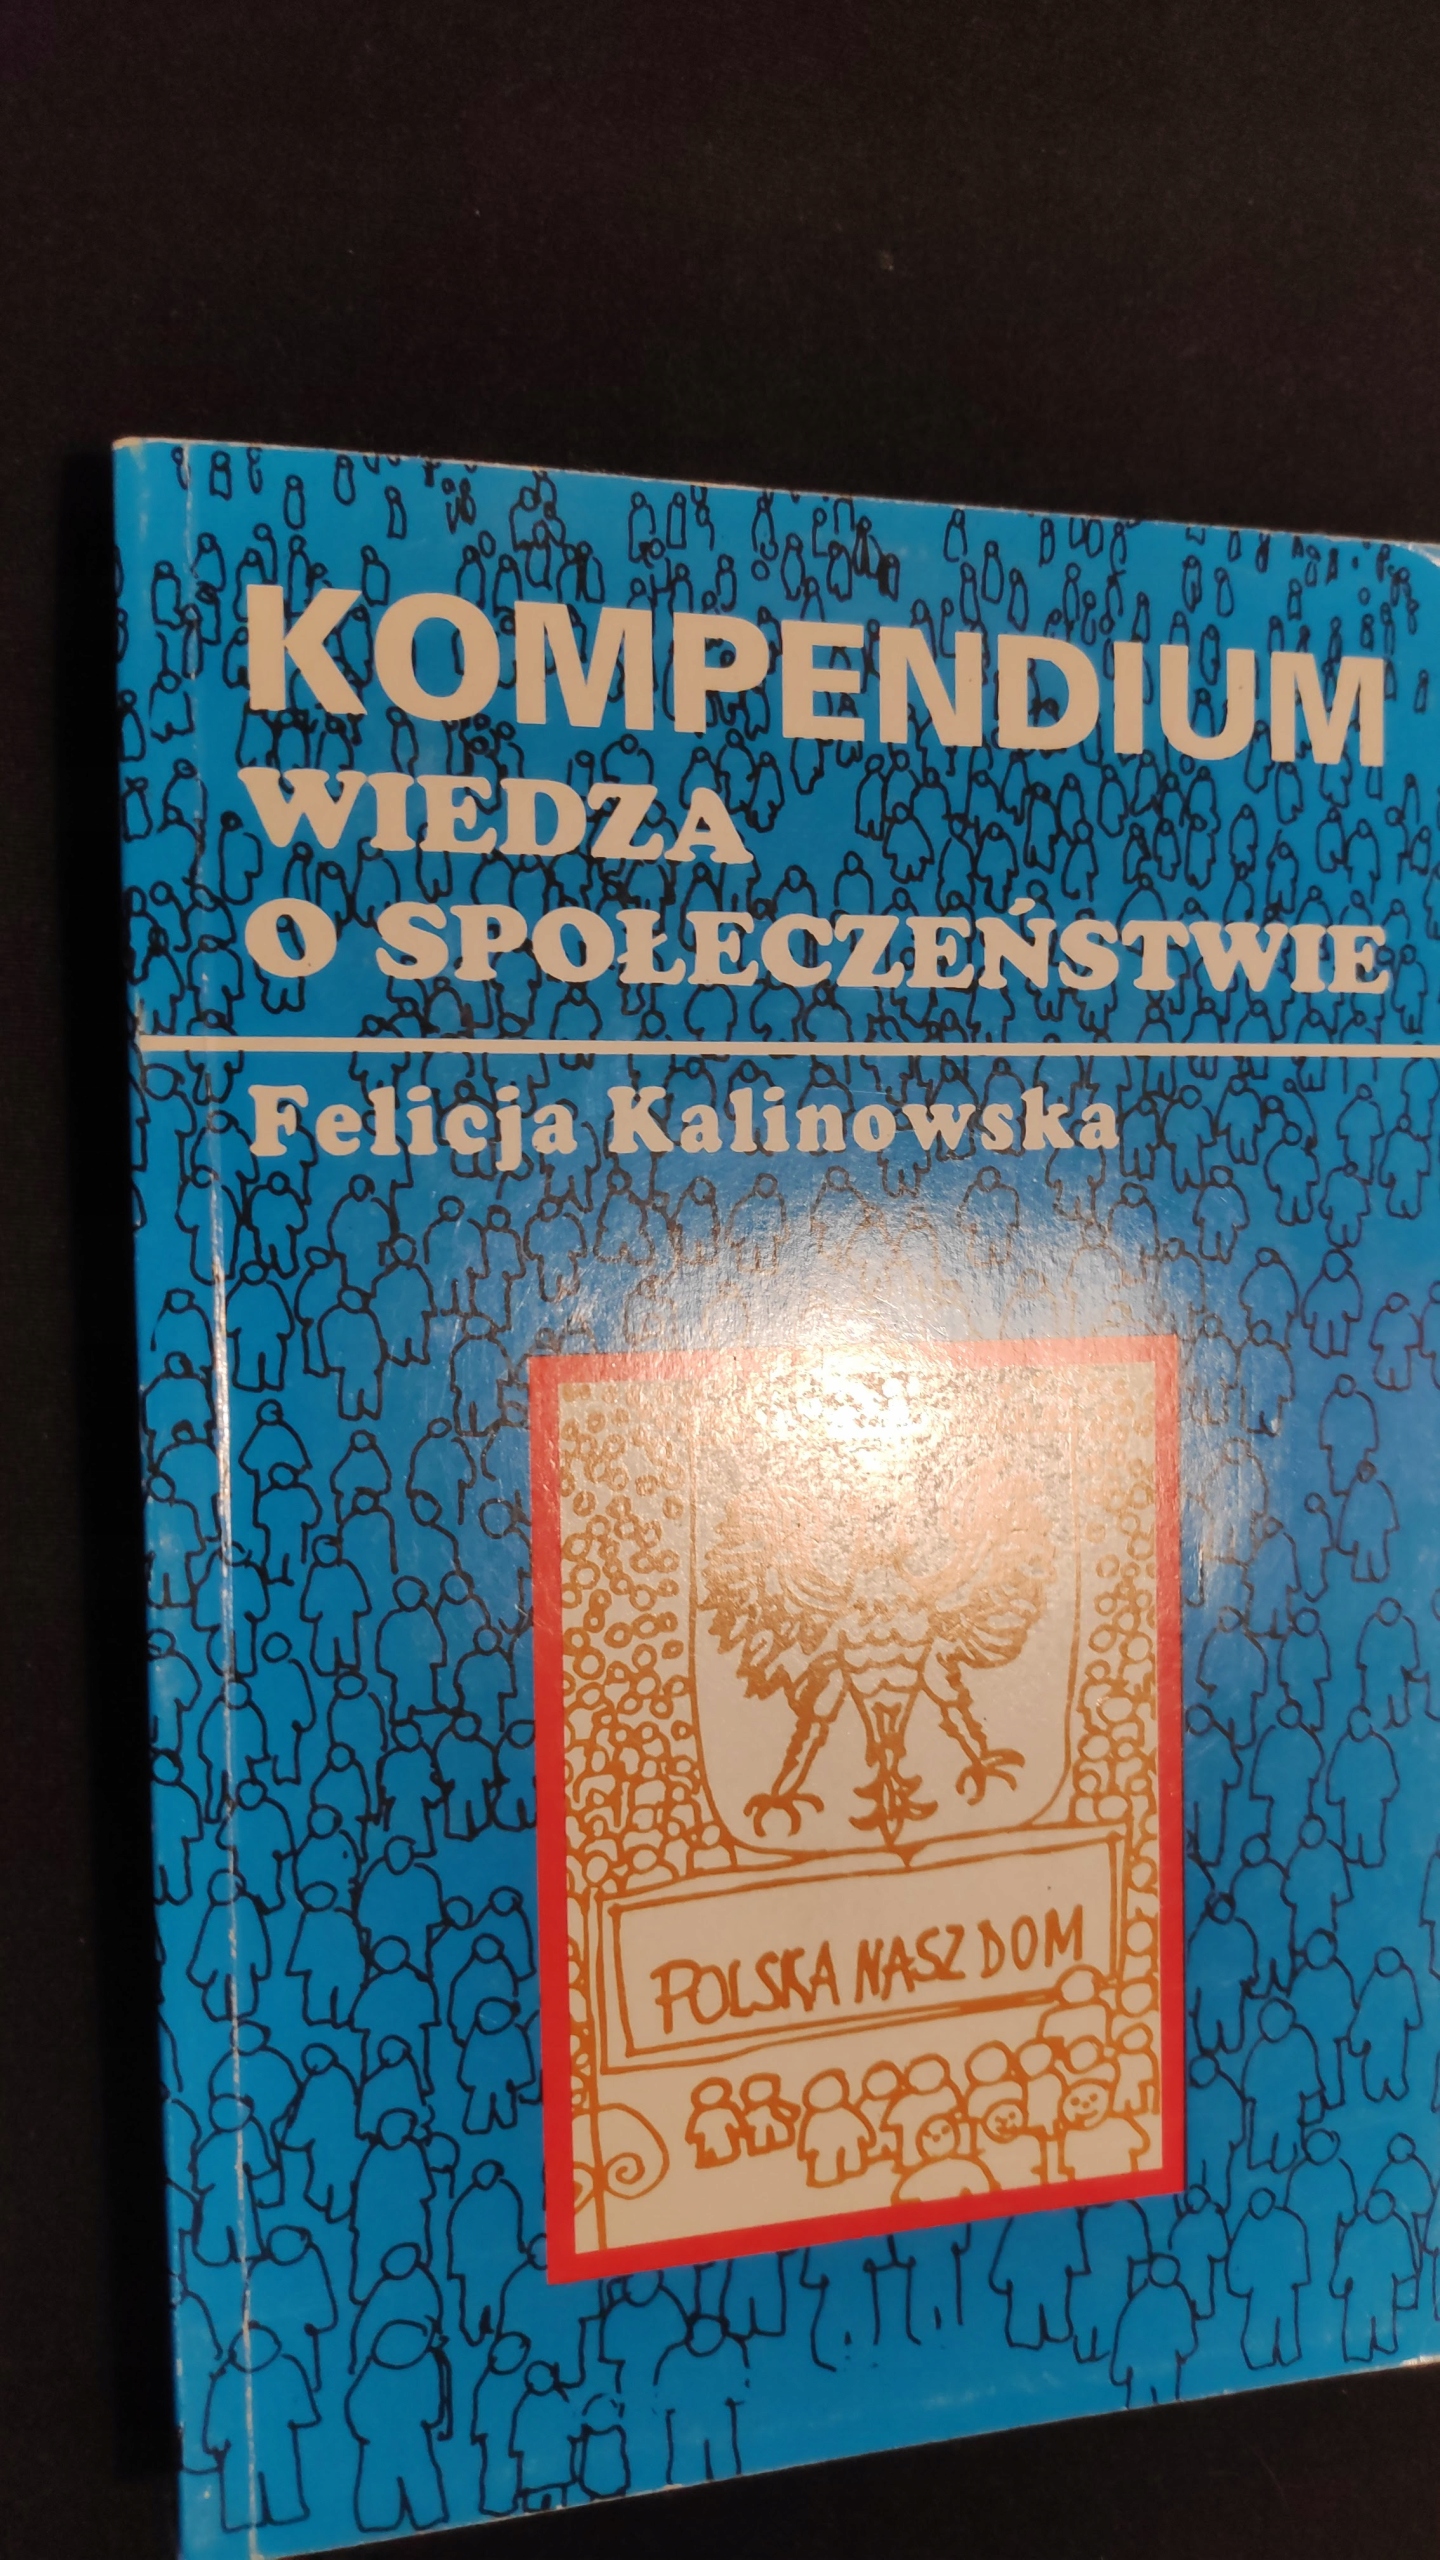 KOMPENDIUM
WIEDZA
O SPOŁECZEŃSTWIE
Felicja Kalinowska
POLSKA NASZ DOM